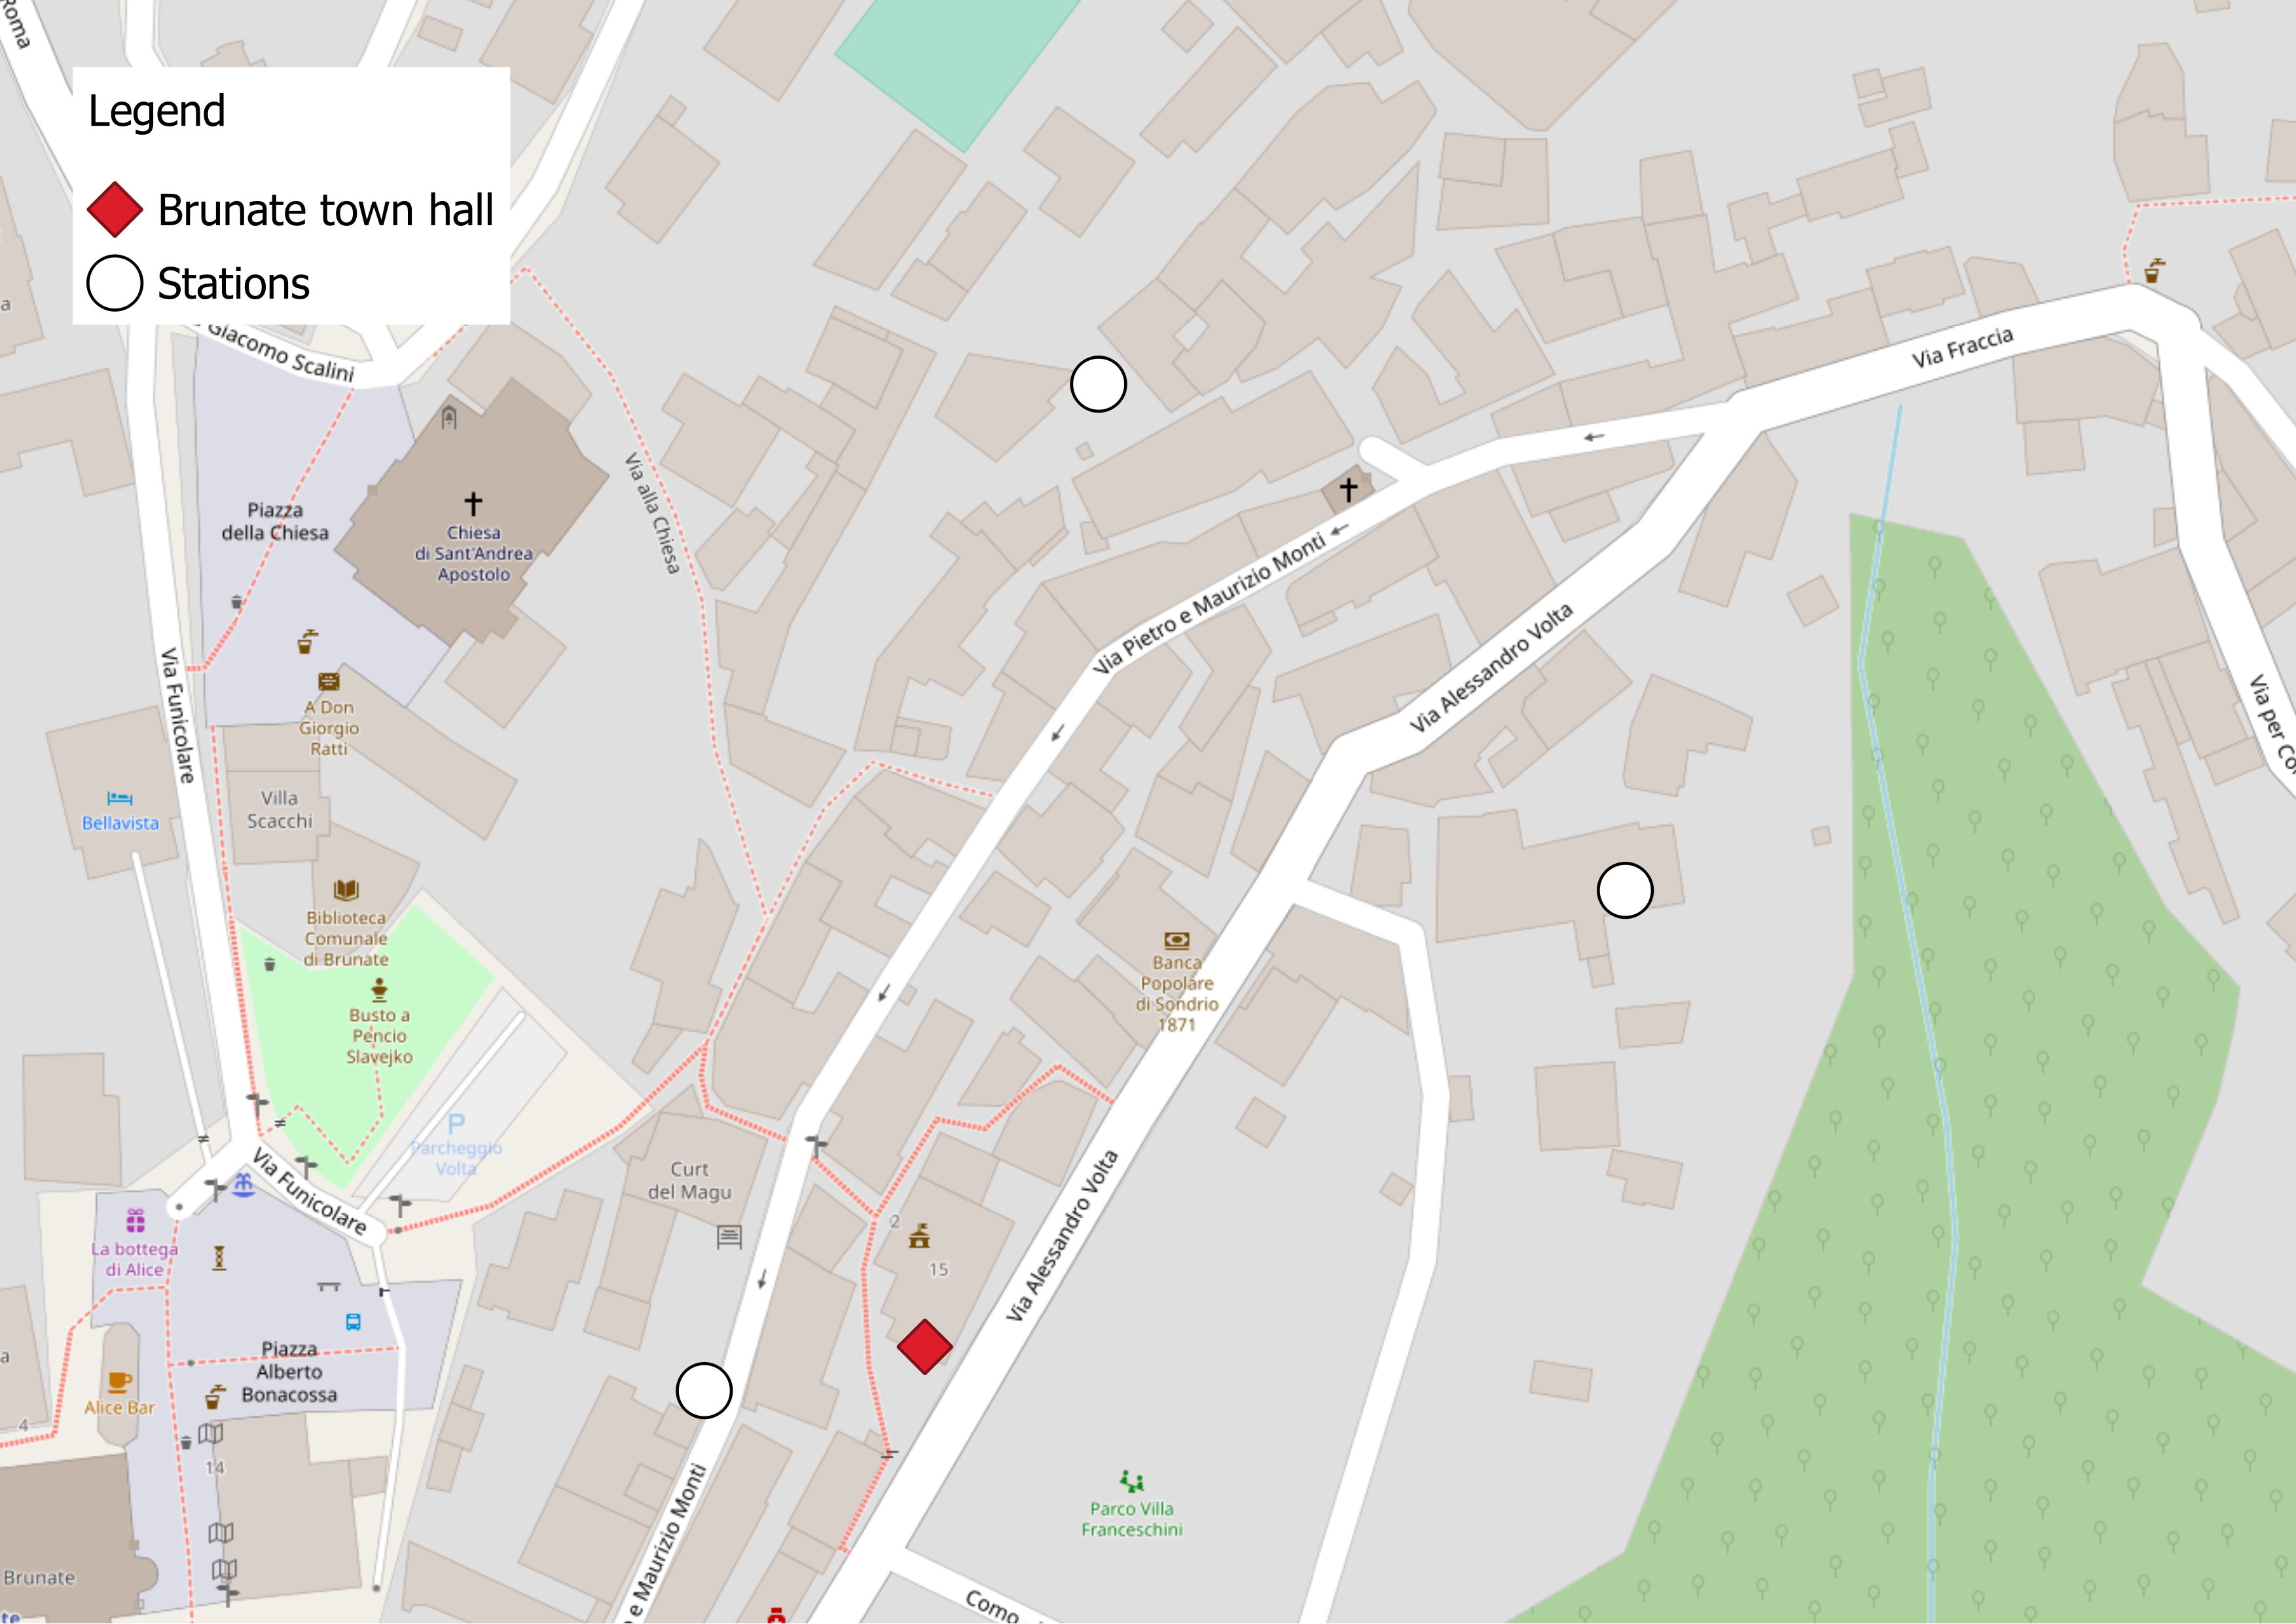 Roma
Legend
Brunate town hall
Stations
a
Giacomo Scalini
Via Fraccia
Piazza
della Chiesa
Chiesa
di Sant'Andrea
Apostolo
Via alla Chiesa
Via Pietro e Maurizio Monti
Via Alessandro Volta
Via Funicolare
A Don
Giorgio
Ratti
Villa
Scacchi
Bellavista
Via per Co
Biblioteca
Comunale
di Brunate
Busto a
Pencio
Slavejko
Banca
Popolare
di Sondrio
1871
P
Parcheggio
Volta
Via Funicolare
Curt
del Magu
2
15
La bottega
di Alice
Via Alessandro Volta
Piazza
Alberto
Bonacossa
a
Alice Bar
4
14
e Maurizio Monti
Parco Villa
Franceschini
Brunate
Como
te